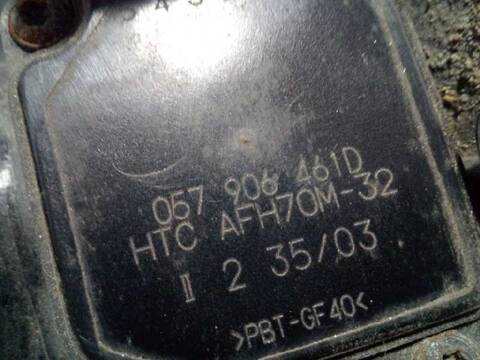 057 906 461D
HTC AFH70M-32
II 2 35/03
>PBT-GF40<